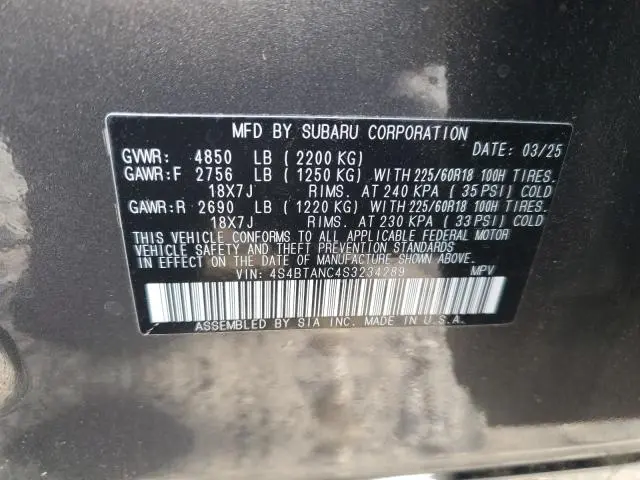 MFD BY SUBARU CORPORATION
GVWR: 4850 LB (2200 KG) DATE: 03/25
GAWR:F 2756 LB (1250 KG) WITH 225/60R18 100H TIRES.
18X7J RIMS. AT 240 KPA (35 PSI) COLD
GAWR:R 2690 LB (1220 KG) WITH 225/60R18 100H TIRES.
18X7J RIMS. AT 230 KPA (33 PSI) COLD
THIS VEHICLE CONFORMS TO ALL APPLICABLE FEDERAL MOTOR
VEHICLE SAFETY AND THEFT PREVENTION STANDARDS
IN EFFECT ON THE DATE OF MANUFACTURE SHOWN ABOVE.
VIN: 4S4BTANC4S3234289 MPV
ASSEMBLED BY SIA INC. MADE IN U.S.A.